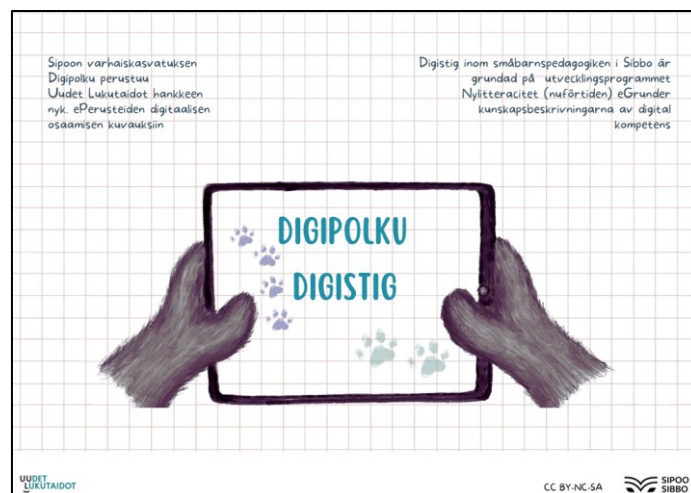 Sipoon varhaiskasvatuksen
Digipolku perustuu
Uudet Lukutaidot hankkeen
nyk. ePerusteiden digitaalisen
osaamisen kuvauksiin
Digistig inom småbarnspedagogiken i Sibbo är
grundad på utvecklingsprogrammet
Nylitteracitet (nuförtiden) eGrunder
kunskapsbeskrivningarna av digital
kompetens
DIGIPOLKU
DIGISTIG
UUDET
LUKUTAIDOT
CC BY-NC-SA
SIPOO
SIBBO